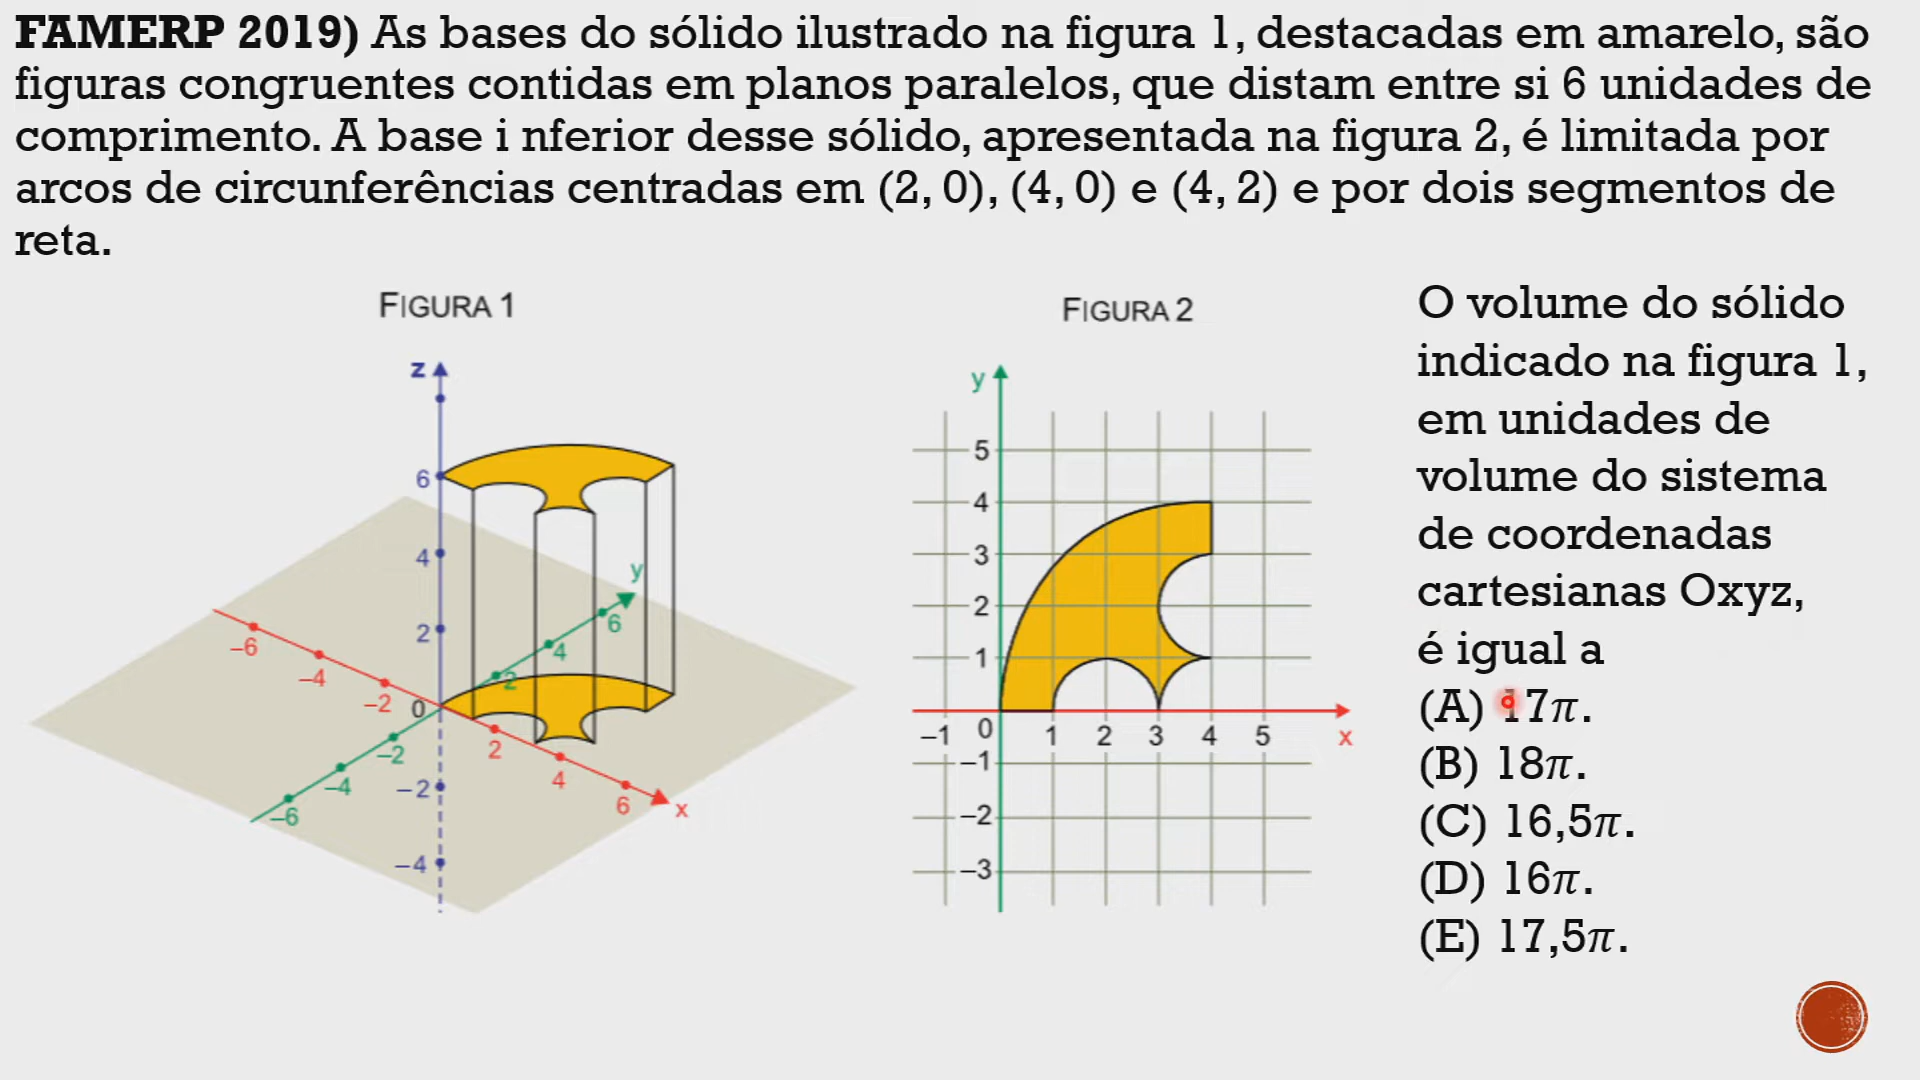 FAMERP 2019) As bases do sólido ilustrado na figura 1, destacadas em amarelo, são
figuras congruentes contidas em planos paralelos, que distam entre si 6 unidades de
comprimento. A base i nferior desse sólido, apresentada na figura 2, é limitada por
arcos de circunferências centradas em (2, 0), (4, 0) e (4, 2) e por dois segmentos de
reta.
FIGURA 1
z
6
4
2
0
−2
−4
y
6
4
2
−2
−4
−6
−6
−4
−2
2
4
6
x
FIGURA 2
y
5
4
3
2
1
−1 0 1 2 3 4 5 x
−1
−2
−3
O volume do sólido
indicado na figura 1,
em unidades de
volume do sistema
de coordenadas
cartesianas Oxyz,
é igual a
(A) 17π.
(B) 18π.
(C) 16,5π.
(D) 16π.
(E) 17,5π.